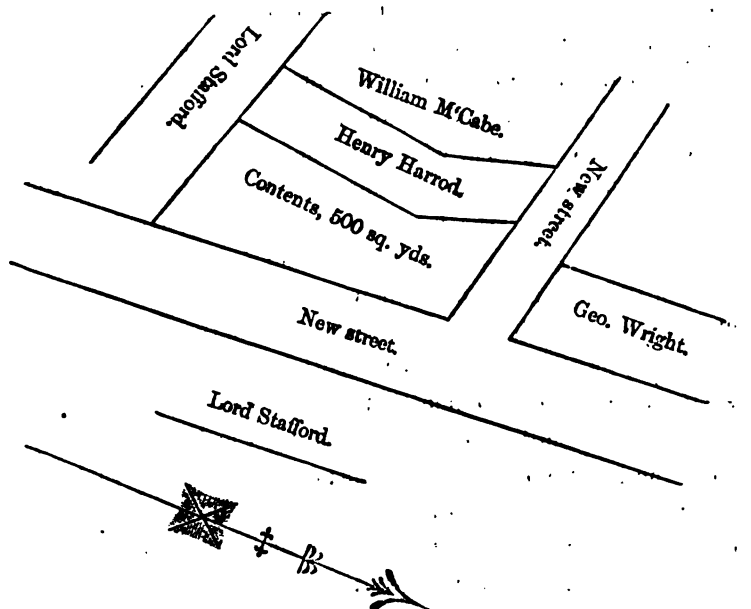 Lord Stafford.
William M'Cabe.
Henry Harrod.
Contents, 500 sq. yds.
New street.
New street.
Geo. Wright.
Lord Stafford.